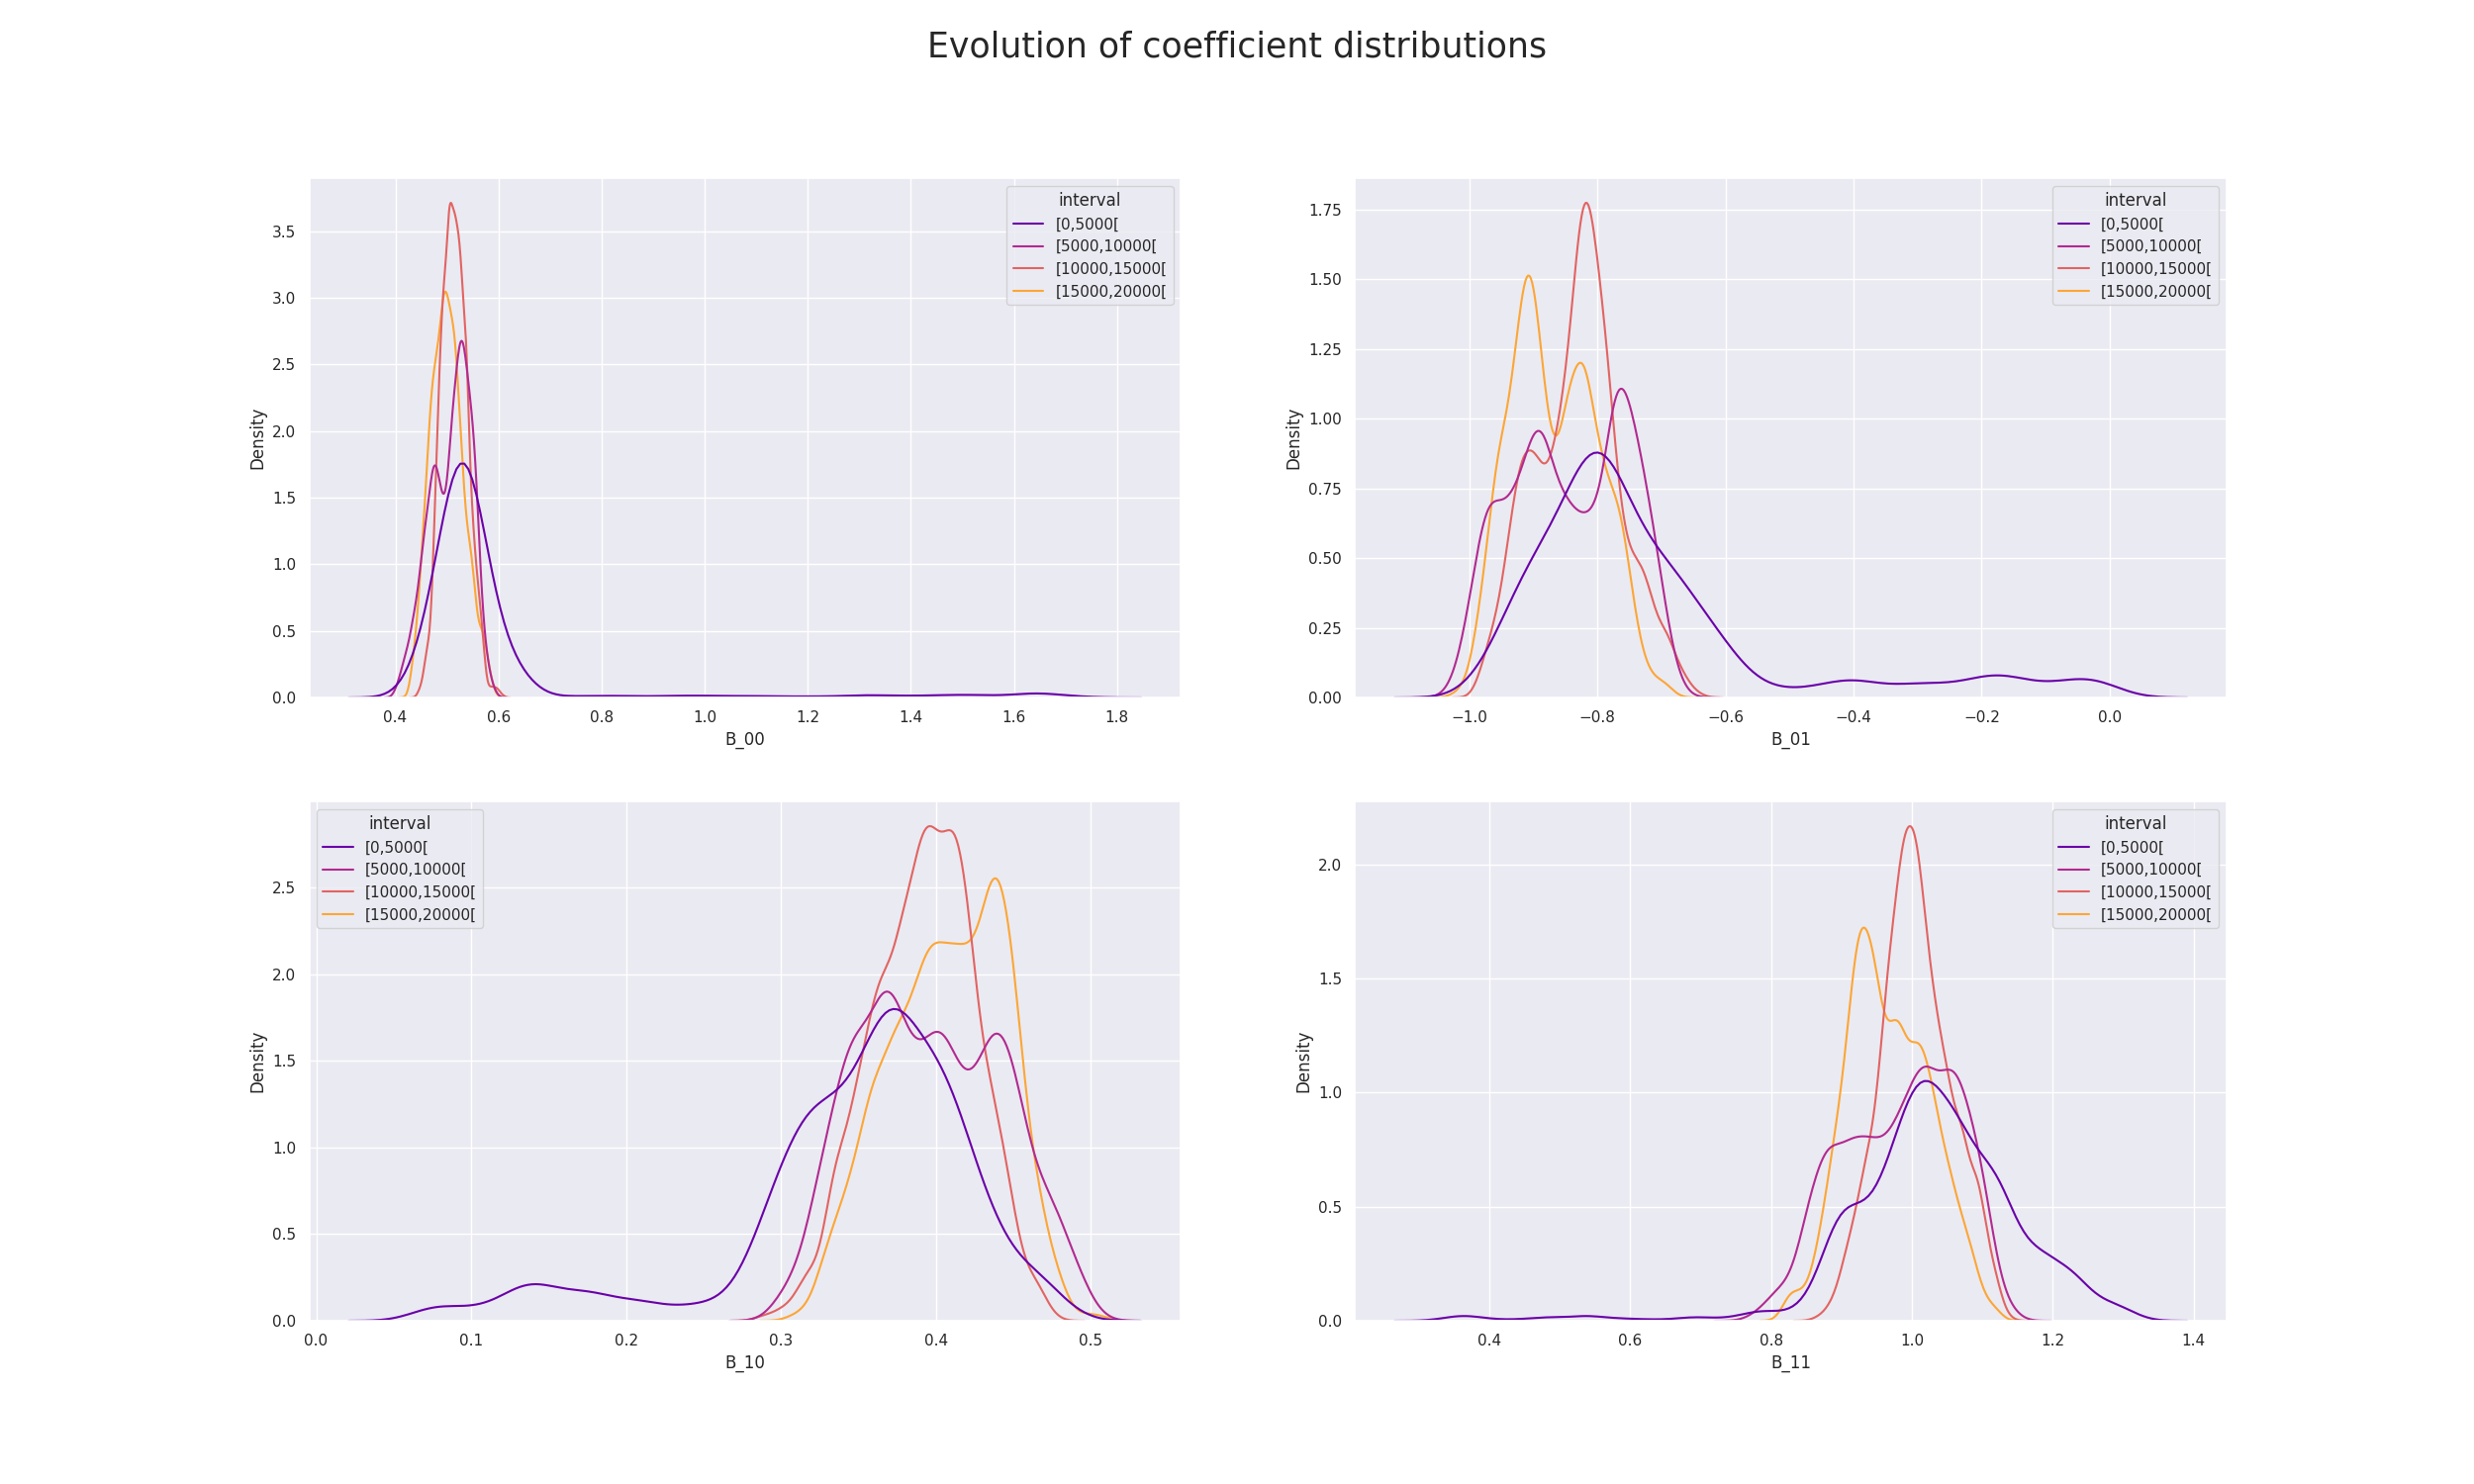 Evolution of coefficient distributions
interval
[0,5000[
[5000,10000[
[10000,15000[
[15000,20000[
3.5
3.0
2.5
2.0
1.5
1.0
0.5
0.0
Density
0.4 0.6 0.8 1.0 1.2 1.4 1.6 1.8
B_00
interval
[0,5000[
[5000,10000[
[10000,15000[
[15000,20000[
1.75
1.50
1.25
1.00
0.75
0.50
0.25
0.00
Density
−1.0 −0.8 −0.6 −0.4 −0.2 0.0
B_01
interval
[0,5000[
[5000,10000[
[10000,15000[
[15000,20000[
2.5
2.0
1.5
1.0
0.5
0.0
Density
0.0 0.1 0.2 0.3 0.4 0.5
B_10
interval
[0,5000[
[5000,10000[
[10000,15000[
[15000,20000[
2.0
1.5
1.0
0.5
0.0
Density
0.4 0.6 0.8 1.0 1.2 1.4
B_11